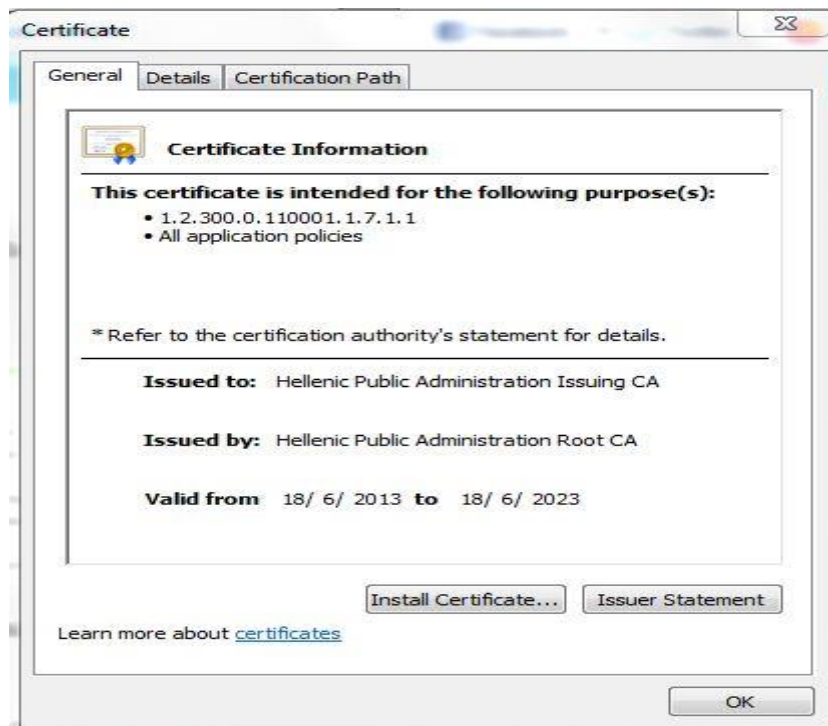 Certificate
General Details Certification Path
Certificate Information
This certificate is intended for the following purpose(s):
• 1.2.300.0.110001.1.7.1.1
• All application policies
* Refer to the certification authority's statement for details.
Issued to: Hellenic Public Administration Issuing CA
Issued by: Hellenic Public Administration Root CA
Valid from 18/ 6/ 2013 to 18/ 6/ 2023
Install Certificate... Issuer Statement
Learn more about certificates
OK